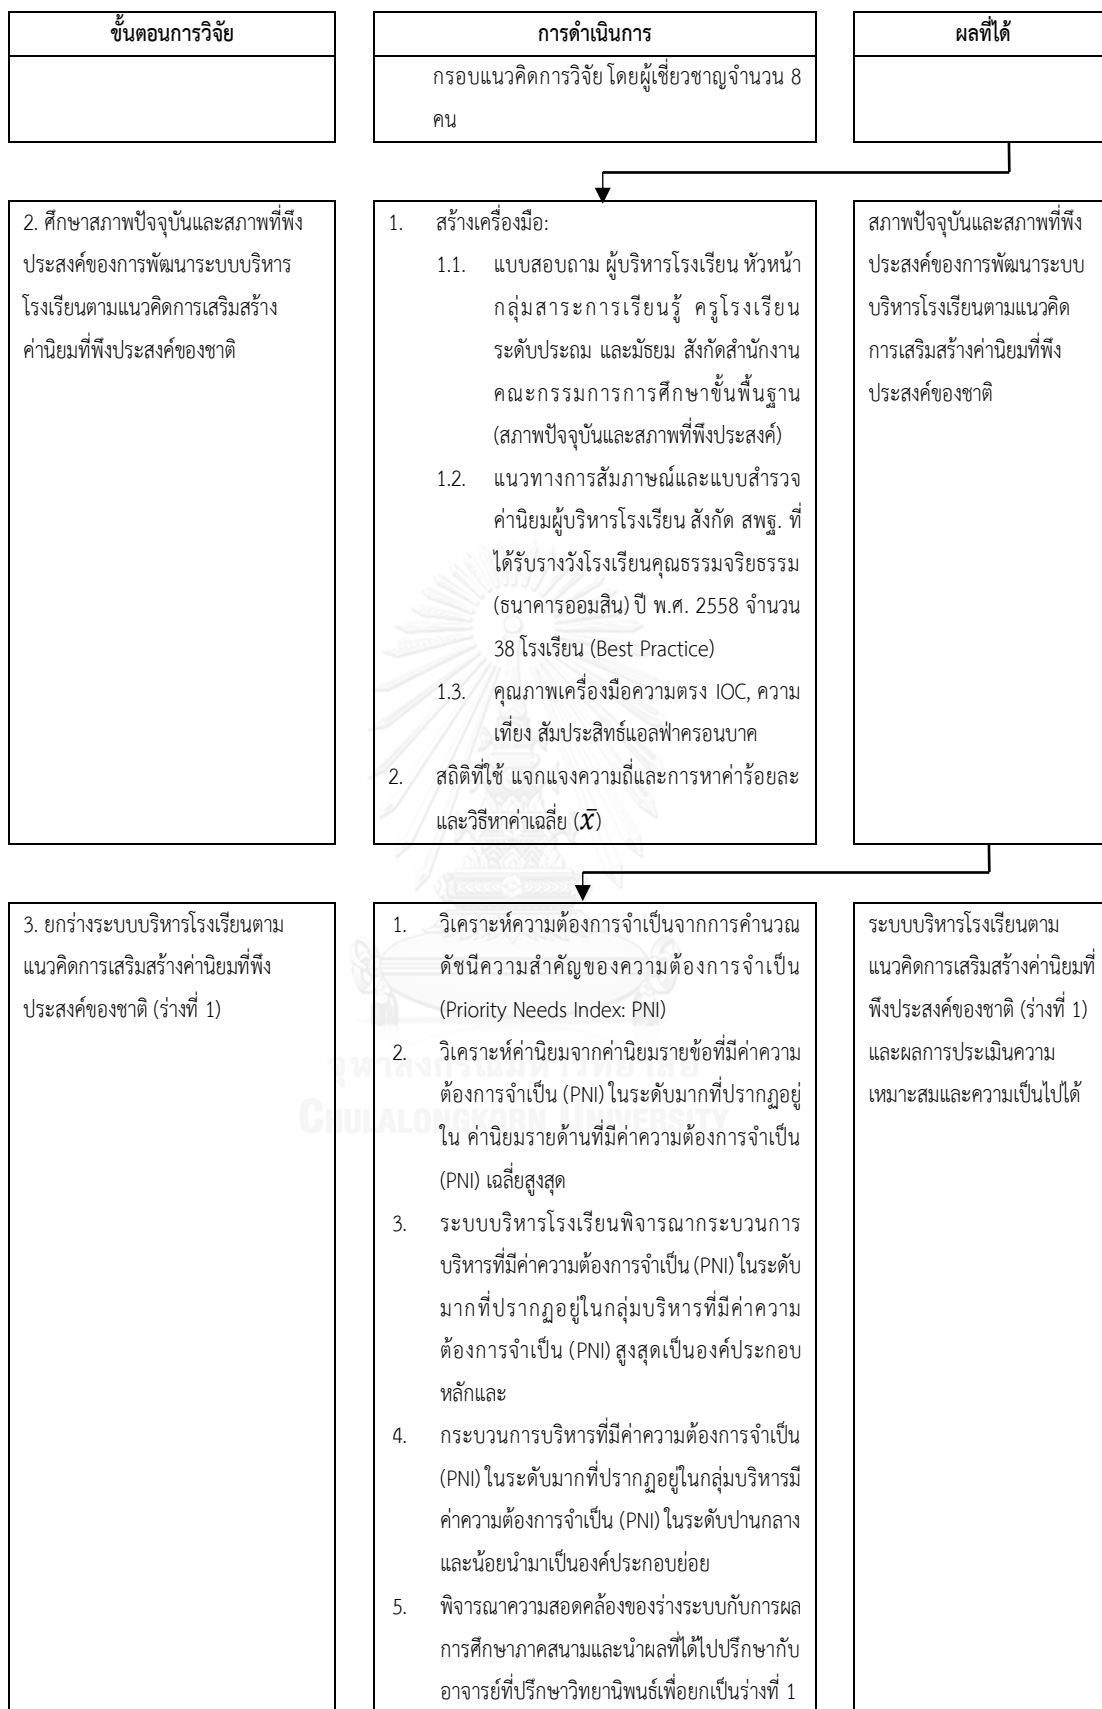 ขั้นตอนการวิจัย
การดำเนินการ
ผลที่ได้
กรอบแนวคิดการวิจัย โดยผู้เชี่ยวชาญจำนวน 8
คน
2. ศึกษาสภาพปัจจุบันและสภาพที่พึง
ประสงค์ของการพัฒนาระบบบริหาร
โรงเรียนตามแนวคิดการเสริมสร้าง
ค่านิยมที่พึงประสงค์ของชาติ
1. สร้างเครื่องมือ:
1.1. แบบสอบถาม ผู้บริหารโรงเรียน หัวหน้า
กลุ่มสาระการเรียนรู้ ครูโรงเรียน
ระดับประถม และมัธยม สังกัดสำนักงาน
คณะกรรมการการศึกษาขั้นพื้นฐาน
(สภาพปัจจุบันและสภาพที่พึงประสงค์)
1.2. แนวทางการสัมภาษณ์และแบบสำรวจ
ค่านิยมผู้บริหารโรงเรียน สังกัด สพฐ. ที่
ได้รับรางวัลโรงเรียนคุณธรรมจริยธรรม
(ธนาคารออมสิน) ปี พ.ศ. 2558 จำนวน
38 โรงเรียน (Best Practice)
1.3. คุณภาพเครื่องมือความตรง IOC, ความ
เที่ยง สัมประสิทธ์แอลฟ่าครอนบาค
2. สถิติที่ใช้ แจกแจงความถี่และการหาค่าร้อยละ
และวิธีหาค่าเฉลี่ย (x̄)
สภาพปัจจุบันและสภาพที่พึง
ประสงค์ของการพัฒนาระบบ
บริหารโรงเรียนตามแนวคิด
การเสริมสร้างค่านิยมที่พึง
ประสงค์ของชาติ
3. ยกร่างระบบบริหารโรงเรียนตาม
แนวคิดการเสริมสร้างค่านิยมที่พึง
ประสงค์ของชาติ (ร่างที่ 1)
1. วิเคราะห์ความต้องการจำเป็นจากการคำนวณ
ดัชนีความสำคัญของความต้องการจำเป็น
(Priority Needs Index: PNI)
2. วิเคราะห์ค่านิยมจากค่านิยมรายข้อที่มีค่าความ
ต้องการจำเป็น (PNI) ในระดับมากที่ปรากฏอยู่
ใน ค่านิยมรายด้านที่มีค่าความต้องการจำเป็น
(PNI) เฉลี่ยสูงสุด
3. ระบบบริหารโรงเรียนพิจารณากระบวนการ
บริหารที่มีค่าความต้องการจำเป็น (PNI) ในระดับ
มากที่ปรากฏอยู่ในกลุ่มบริหารที่มีค่าความ
ต้องการจำเป็น (PNI) สูงสุดเป็นองค์ประกอบ
หลักและ
4. กระบวนการบริหารที่มีค่าความต้องการจำเป็น
(PNI) ในระดับมากที่ปรากฏอยู่ในกลุ่มบริหารมี
ค่าความต้องการจำเป็น (PNI) ในระดับปานกลาง
และน้อยนำมาเป็นองค์ประกอบย่อย
5. พิจารณาความสอดคล้องของร่างระบบกับการผล
การศึกษาภาคสนามและนำผลที่ได้ไปปรึกษากับ
อาจารย์ที่ปรึกษาวิทยานิพนธ์เพื่อยกเป็นร่างที่ 1
ระบบบริหารโรงเรียนตาม
แนวคิดการเสริมสร้างค่านิยมที่
พึงประสงค์ของชาติ (ร่างที่ 1)
และผลการประเมินความ
เหมาะสมและความเป็นไปได้
จุฬาลงกรณ์มหาวิทยาลัย
CHULALONGKORN UNIVERSITY